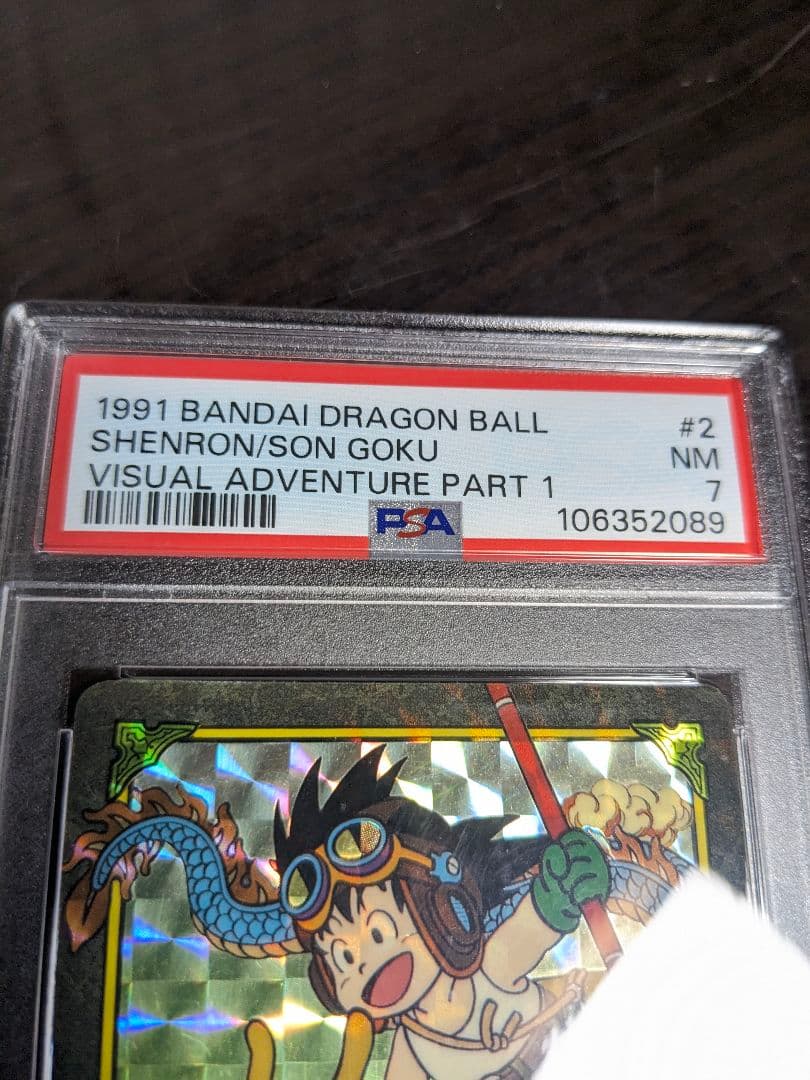 1991 BANDAI DRAGON BALL #2
SHENRON/SON GOKU NM
VISUAL ADVENTURE PART 1 7
PSA 106352089